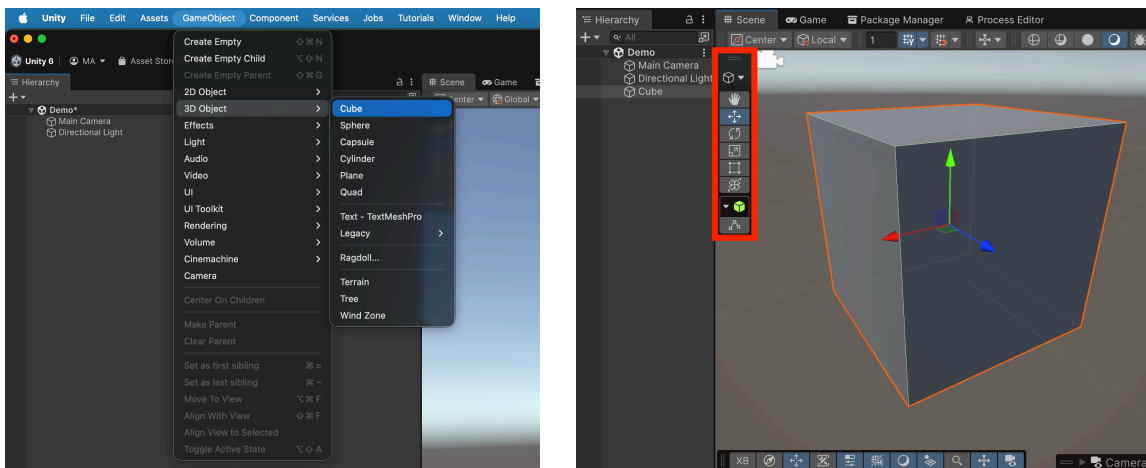 Unity File Edit Assets GameObject Component Services Jobs Tutorials Window Help
Unity 6 MA Asset Stor
Hierarchy
Demo*
Main Camera
Directional Light
Create Empty ⇧⌘N
Create Empty Child ⌥⇧N
Create Empty Parent ⇧⌘G
2D Object
3D Object
Effects
Light
Audio
Video
UI
UI Toolkit
Rendering
Volume
Cinemachine
Camera
Center On Children
Make Parent
Clear Parent
Set as first sibling ⌘=
Set as last sibling ⌘-
Move To View ⌥⌘F
Align With View ⇧⌘F
Align View to Selected
Toggle Active State ⌥⇧A
Cube
Sphere
Capsule
Cylinder
Plane
Quad
Text - TextMeshPro
Legacy
Ragdoll...
Terrain
Tree
Wind Zone
Scene Game
Center Global
Hierarchy
All
Demo
Main Camera
Directional Light
Cube
Scene Game Package Manager Process Editor
Center Local 1
XB
Camera